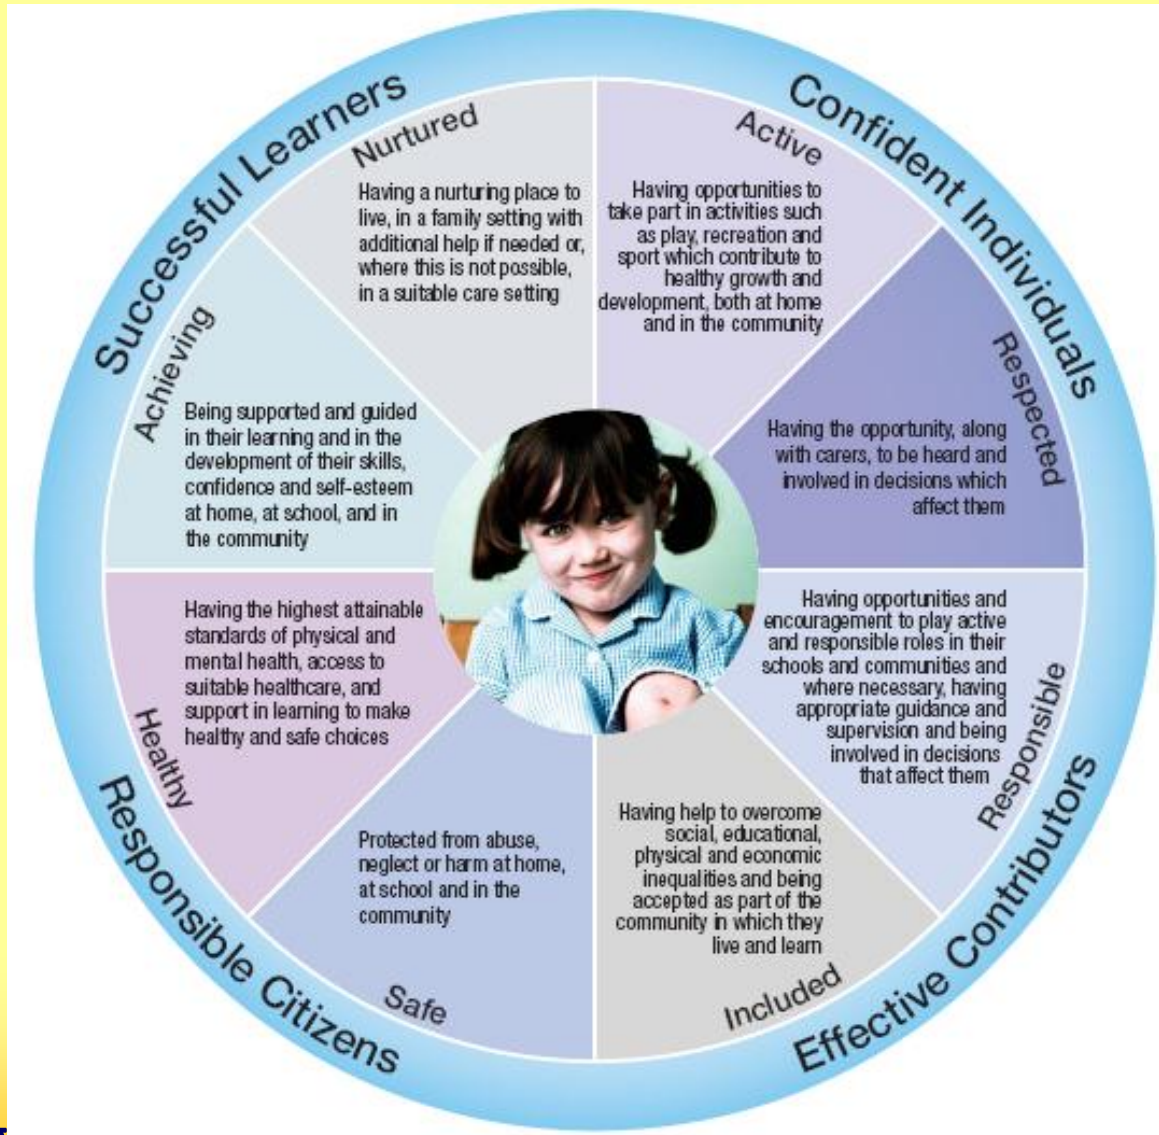 Successful Learners
Confident Individuals
Nurtured
Having a nurturing place to
live, in a family setting with
additional help if needed or,
where this is not possible,
in a suitable care setting
Active
Having opportunities to
take part in activities such
as play, recreation and
sport which contribute to
healthy growth and
development, both at home
and in the community
Achieving
Being supported and guided
in their learning and in the
development of their skills,
confidence and self-esteem
at home, at school, and in
the community
Respected
Having the opportunity, along
with carers, to be heard and
involved in decisions which
affect them
Healthy
Having the highest attainable
standards of physical and
mental health, access to
suitable healthcare, and
support in learning to make
healthy and safe choices
Responsible
Having opportunities and
encouragement to play active
and responsible roles in their
schools and communities and
where necessary, having
appropriate guidance and
supervision and being
involved in decisions
that affect them
Safe
Protected from abuse,
neglect or harm at home,
at school and in the
community
Included
Having help to overcome
social, educational,
physical and economic
inequalities and being
accepted as part of the
community in which they
live and learn
Responsible Citizens
Effective Contributors